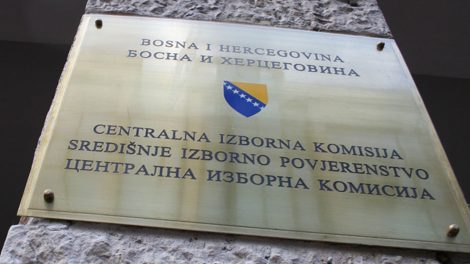 BOSNA I HERCEGOVINA
БОСНА И ХЕРЦЕГОВИНА
CENTRALNA IZBORNA KOMISIJA
SREDIŠNJE IZBORNO POVJERENSTVO
ЦЕНТРАЛНА ИЗБОРНА КОМИСИЈА